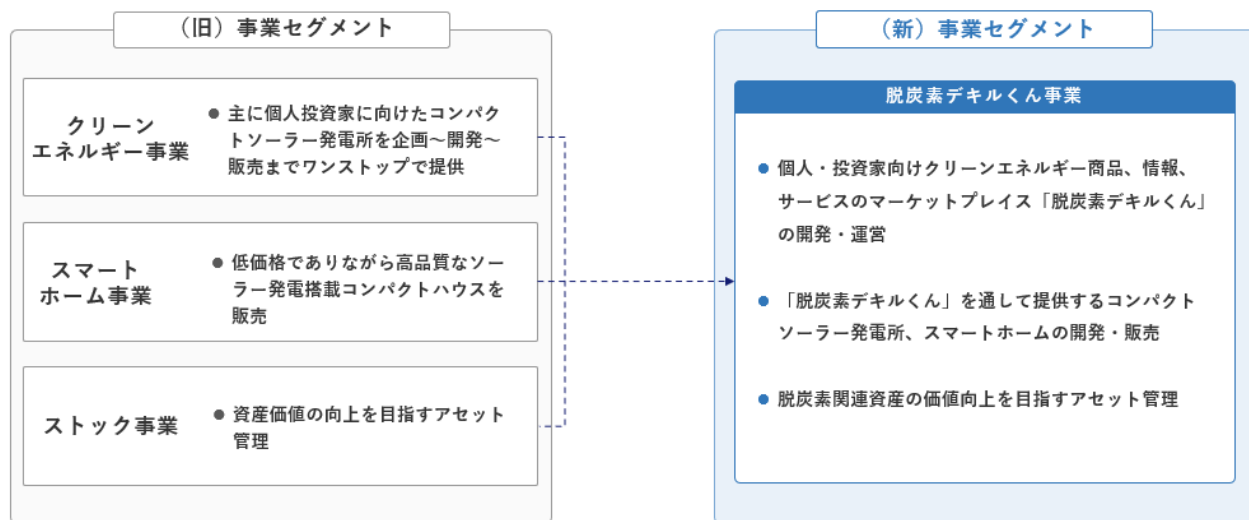 （旧）事業セグメント
クリーン
エネルギー事業
● 主に個人投資家に向けたコンパク
トソーラー発電所を企画～開発～
販売までワンストップで提供
スマート
ホーム事業
● 低価格でありながら高品質なソー
ラー発電搭載コンパクトハウスを
販売
ストック事業
● 資産価値の向上を目指すアセット
管理
（新）事業セグメント
脱炭素デキルくん事業
● 個人・投資家向けクリーンエネルギー商品、情報、
サービスのマーケットプレイス「脱炭素デキルくん」
の開発・運営
● 「脱炭素デキルくん」を通して提供するコンパクト
ソーラー発電所、スマートホームの開発・販売
● 脱炭素関連資産の価値向上を目指すアセット管理